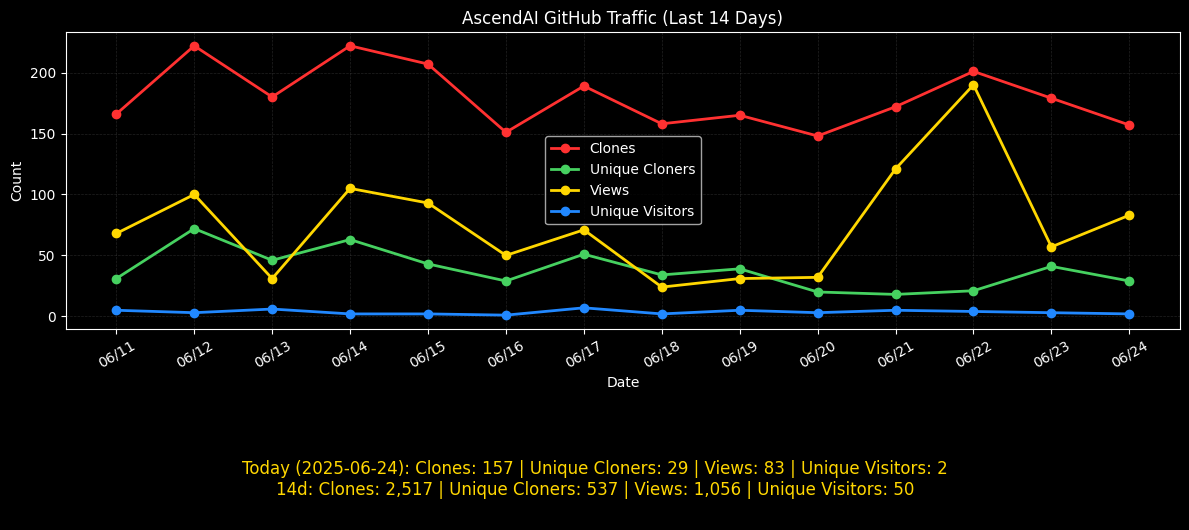 AscendAI GitHub Traffic (Last 14 Days)
Count
200
150
100
50
0
Clones
Unique Cloners
Views
Unique Visitors
06/11 06/12 06/13 06/14 06/15 06/16 06/17 06/18 06/19 06/20 06/21 06/22 06/23 06/24
Date
Today (2025-06-24): Clones: 157 | Unique Cloners: 29 | Views: 83 | Unique Visitors: 2
14d: Clones: 2,517 | Unique Cloners: 537 | Views: 1,056 | Unique Visitors: 50